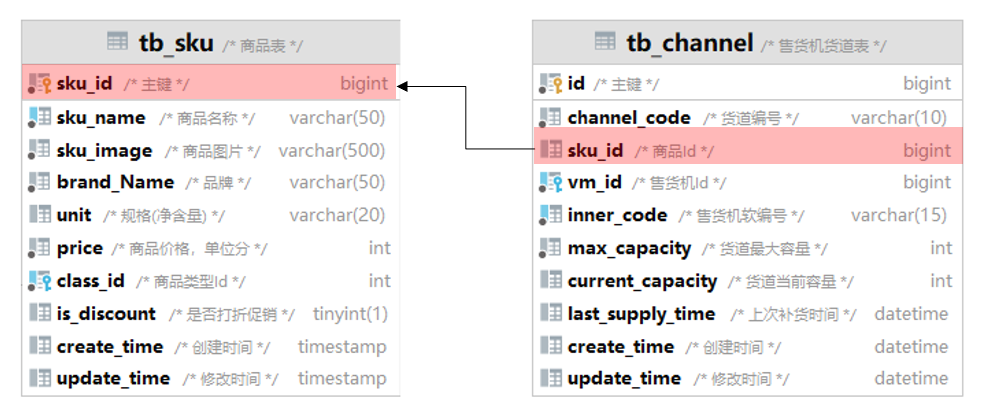 tb_sku /* 商品表 */
sku_id /* 主键 */ bigint
sku_name /* 商品名称 */ varchar(50)
sku_image /* 商品图片 */ varchar(500)
brand_Name /* 品牌 */ varchar(50)
unit /* 规格(净含量) */ varchar(20)
price /* 商品价格，单位分 */ int
class_id /* 商品类型Id */ int
is_discount /* 是否打折促销 */ tinyint(1)
create_time /* 创建时间 */ timestamp
update_time /* 修改时间 */ timestamp
tb_channel /* 售货机货道表 */
id /* 主键 */ bigint
channel_code /* 货道编号 */ varchar(10)
sku_id /* 商品Id */ bigint
vm_id /* 售货机Id */ bigint
inner_code /* 售货机软编号 */ varchar(15)
max_capacity /* 货道最大容量 */ int
current_capacity /* 货道当前容量 */ int
last_supply_time /* 上次补货时间 */ datetime
create_time /* 创建时间 */ datetime
update_time /* 修改时间 */ datetime